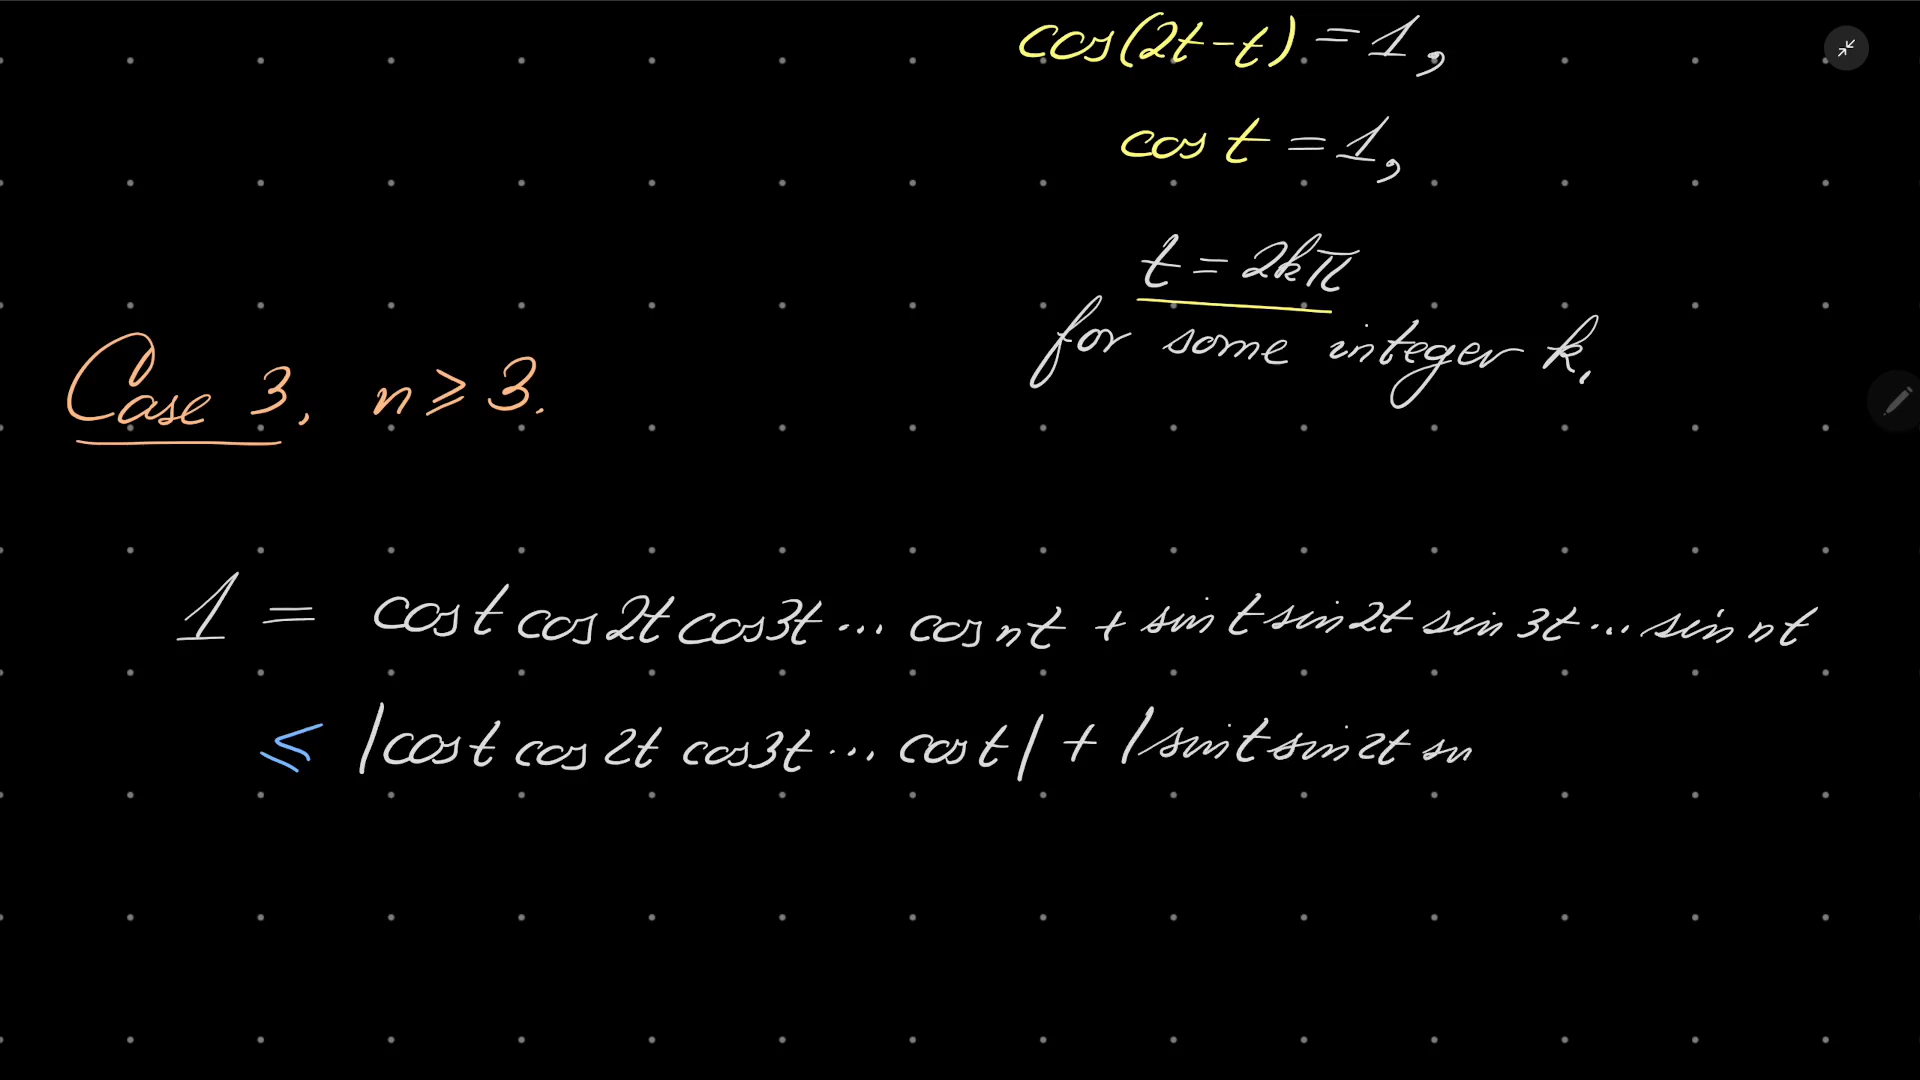 cos(2t-t) = 1,
cos t = 1,
t = 2kπ
for some integer k.
Case 3. n ⩾ 3.
1 = cos t cos 2t cos 3t ... cos nt + sin t sin 2t sin 3t ... sin nt
⩽ |cos t cos 2t cos 3t ... cos t| + |sin t sin 2t sin